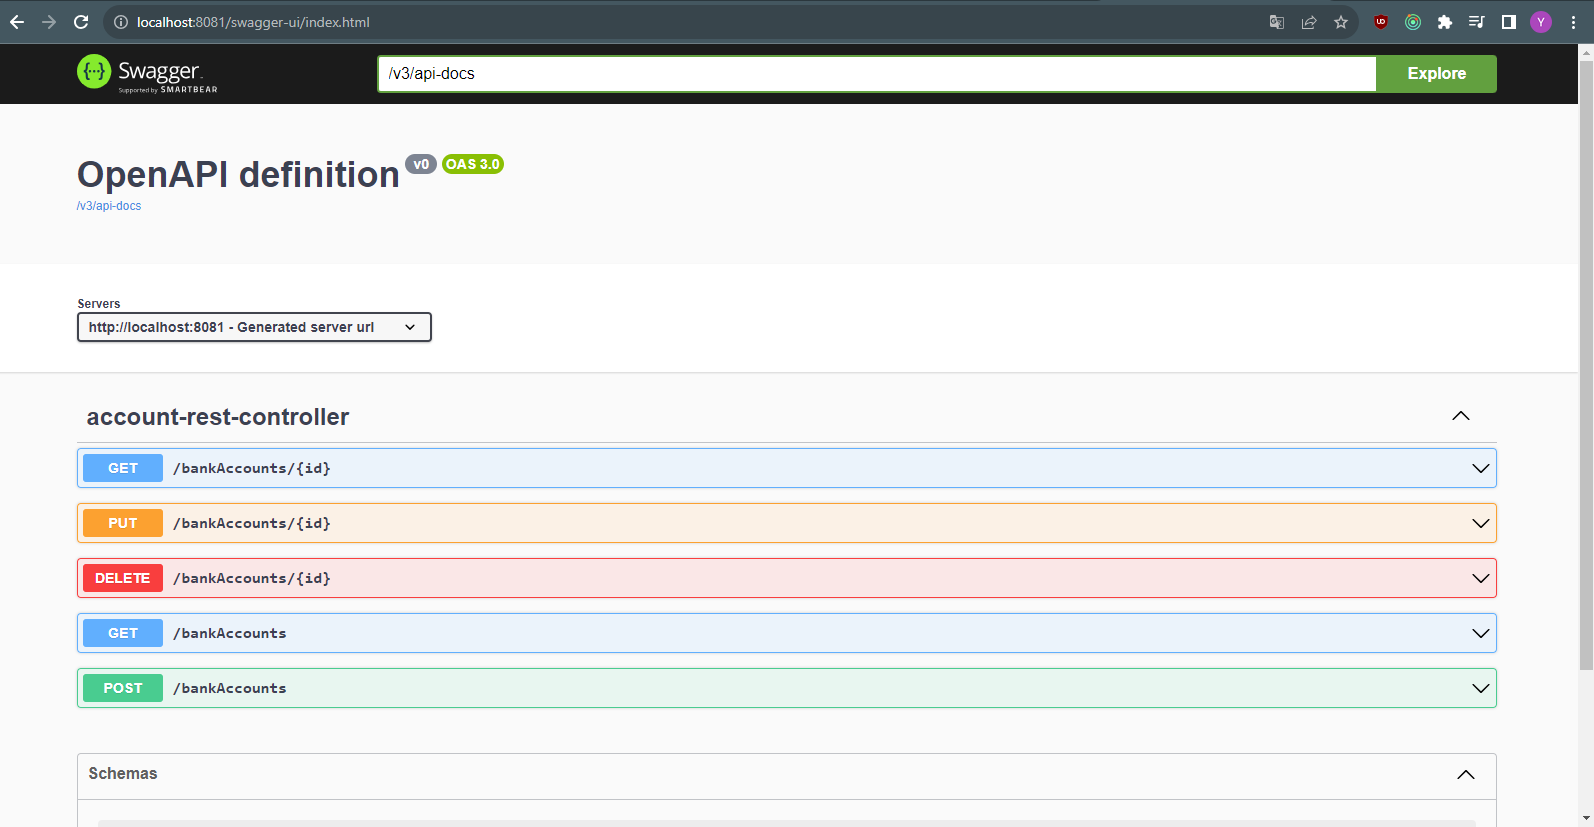 localhost:8081/swagger-ui/index.html
Y
{...} Swagger.
Supported by SMARTBEAR
/v3/api-docs
Explore
OpenAPI definition v0 OAS 3.0
/v3/api-docs
Servers
http://localhost:8081 - Generated server url
account-rest-controller
GET /bankAccounts/{id}
PUT /bankAccounts/{id}
DELETE /bankAccounts/{id}
GET /bankAccounts
POST /bankAccounts
Schemas